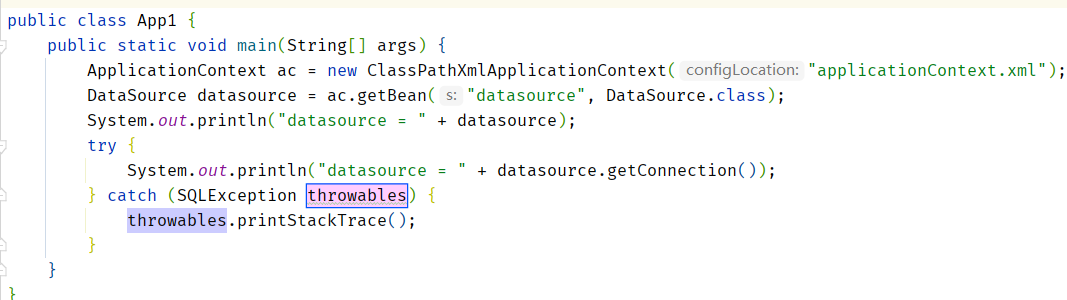 public class App1 {
    public static void main(String[] args) {
        ApplicationContext ac = new ClassPathXmlApplicationContext( configLocation: "applicationContext.xml");
        DataSource datasource = ac.getBean( s: "datasource", DataSource.class);
        System.out.println("datasource = " + datasource);
        try {
            System.out.println("datasource = " + datasource.getConnection());
        } catch (SQLException throwables) {
            throwables.printStackTrace();
        }
    }
}